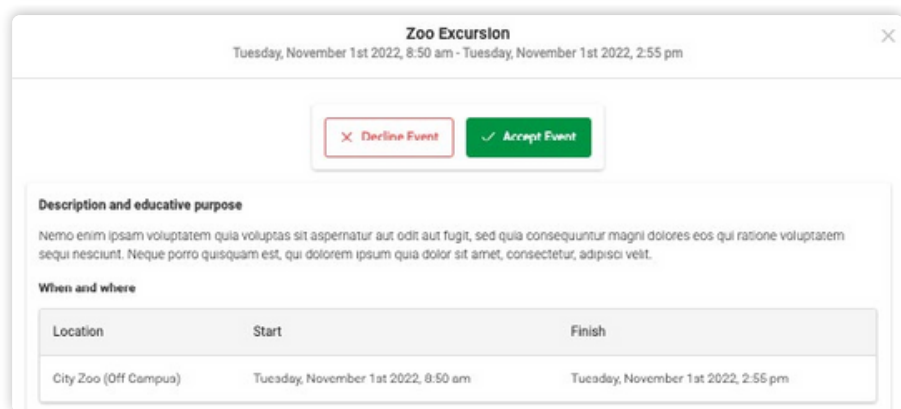 Zoo Excursion
Tuesday, November 1st 2022, 8:50 am - Tuesday, November 1st 2022, 2:55 pm
Decline Event
Accept Event
Description and educative purpose
Nemo enim ipsam voluptatem quia voluptas sit aspernatur aut odit aut fugit, sed quia consequuntur magni dolores eos qui ratione voluptatem
sequi nesciunt. Neque porro quisquam est, qui dolorem ipsum quia dolor sit amet, consectetur, adipisci velit.
When and where
Location Start Finish
City Zoo (Off Campus) Tuesday, November 1st 2022, 8:50 am Tuesday, November 1st 2022, 2:55 pm